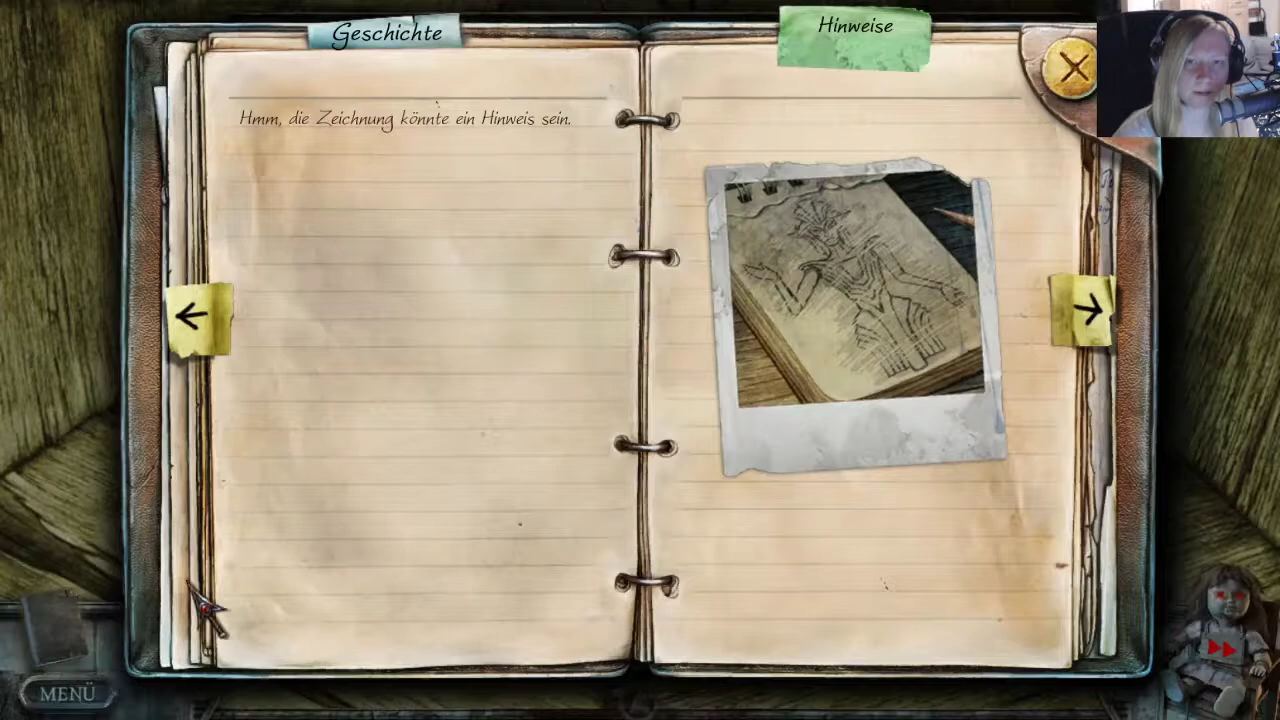 Geschichte
Hinweise
Hmm, die Zeichnung könnte ein Hinweis sein.
MENÜ